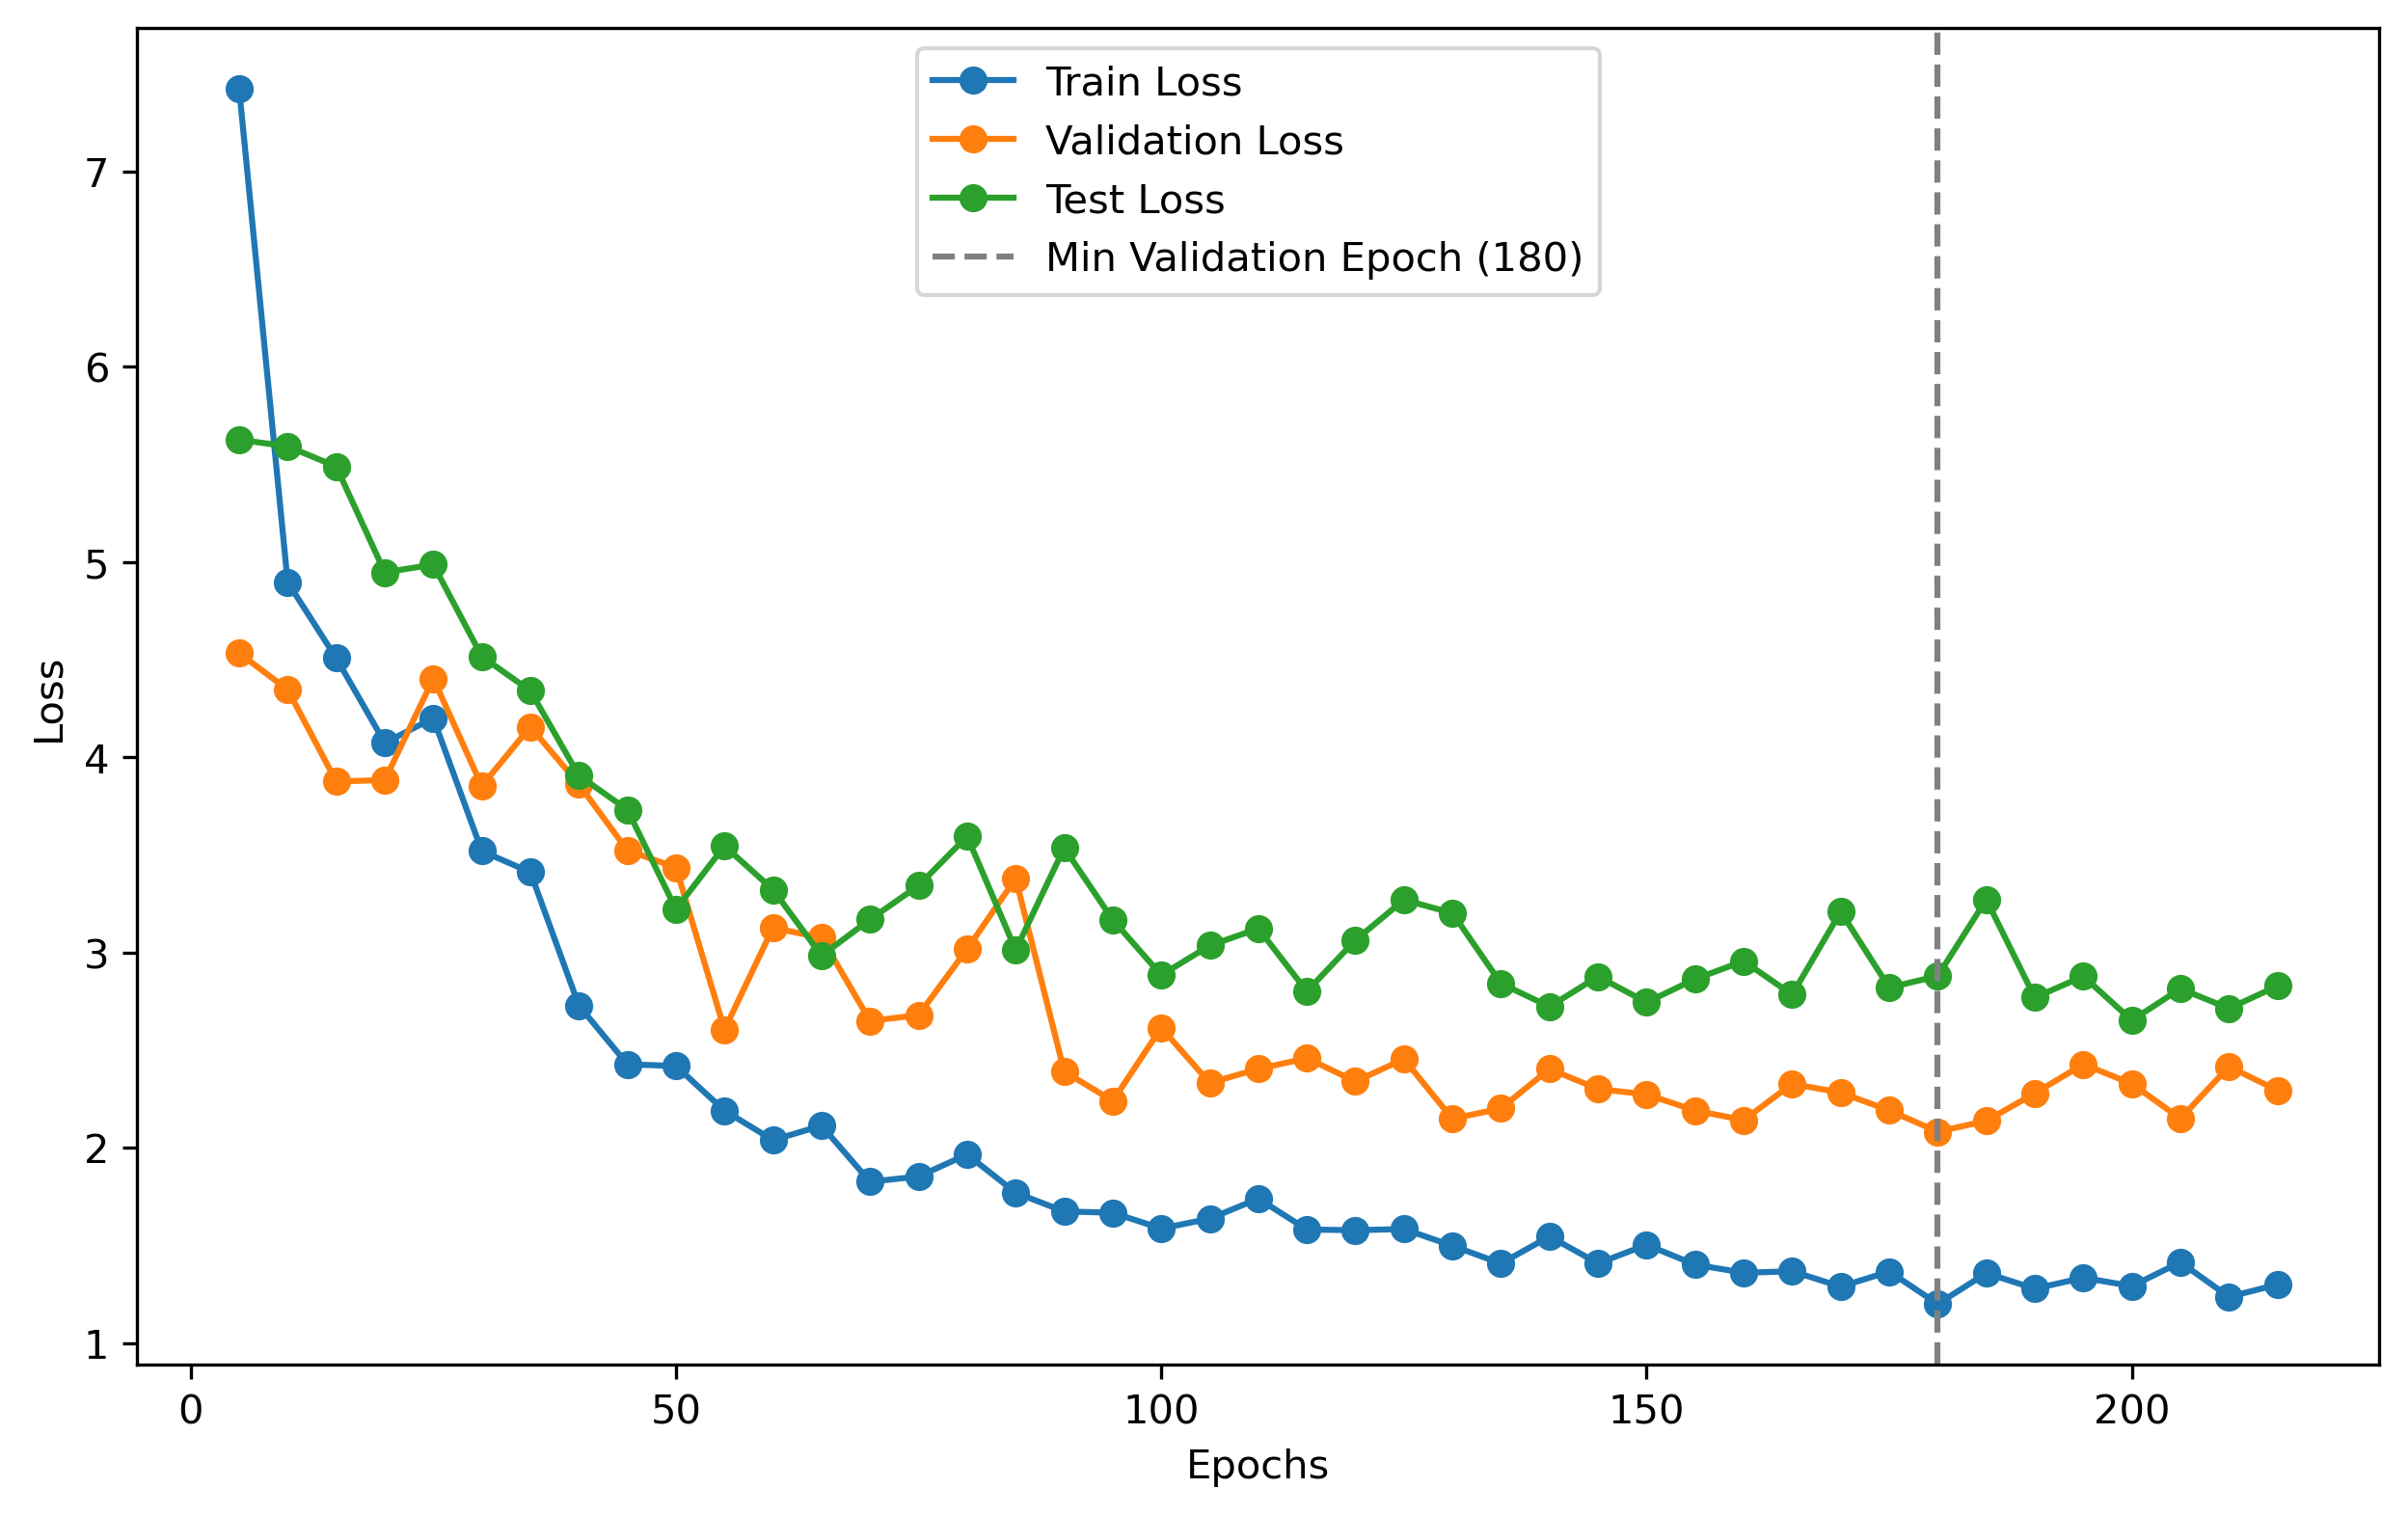 Train Loss
Validation Loss
Test Loss
Min Validation Epoch (180)
7
6
5
4
3
2
1
Loss
0 50 100 150 200
Epochs